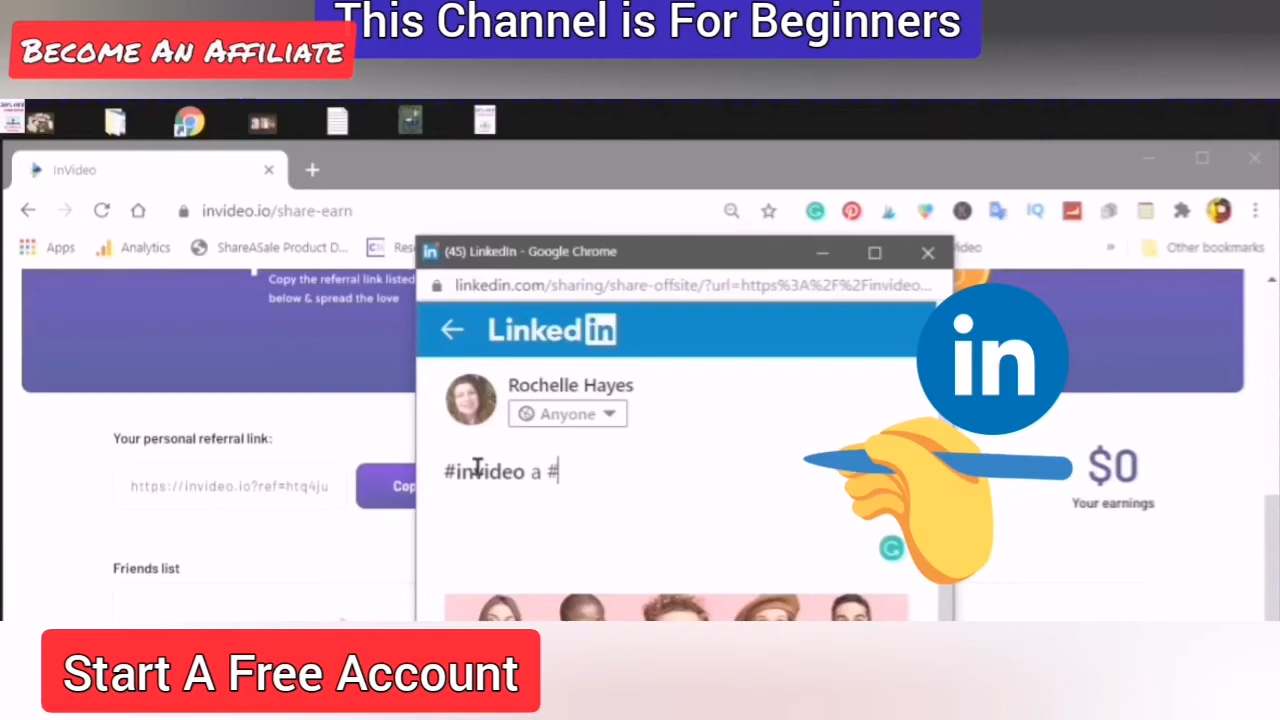 This Channel is For Beginners
BECOME AN AFFILIATE
InVideo
invideo.io/share-earn
Apps
Analytics
ShareASale Product D...
Other bookmarks
(45) LinkedIn - Google Chrome
linkedin.com/sharing/share-offsite/?url=https%3A%2F%2Finvideo...
Copy the referral link listed
below & spread the love
Linked in
in
Rochelle Hayes
Anyone
#invideo a #
Your personal referral link:
https://invideo.io?ref=htq4ju
Cop
$0
Your earnings
Friends list
Start A Free Account